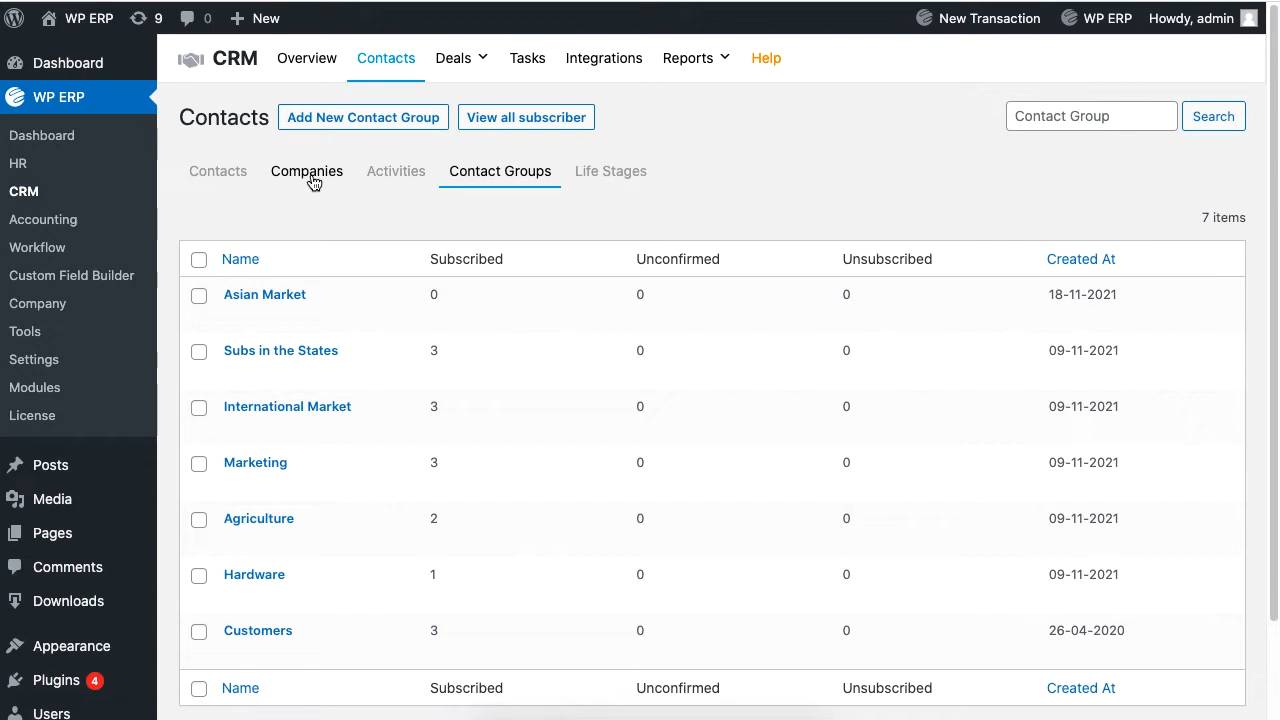 WP ERP 9 0 New New Transaction WP ERP Howdy, admin
Dashboard
WP ERP
Dashboard
HR
CRM
Accounting
Workflow
Custom Field Builder
Company
Tools
Settings
Modules
License
Posts
Media
Pages
Comments
Downloads
Appearance
Plugins 4
Users
CRM Overview Contacts Deals Tasks Integrations Reports Help
Contacts Add New Contact Group View all subscriber Contact Group Search
Contacts Companies Activities Contact Groups Life Stages
7 items
Name Subscribed Unconfirmed Unsubscribed Created At
Asian Market 0 0 0 18-11-2021
Subs in the States 3 0 0 09-11-2021
International Market 3 0 0 09-11-2021
Marketing 3 0 0 09-11-2021
Agriculture 2 0 0 09-11-2021
Hardware 1 0 0 09-11-2021
Customers 3 0 0 26-04-2020
Name Subscribed Unconfirmed Unsubscribed Created At